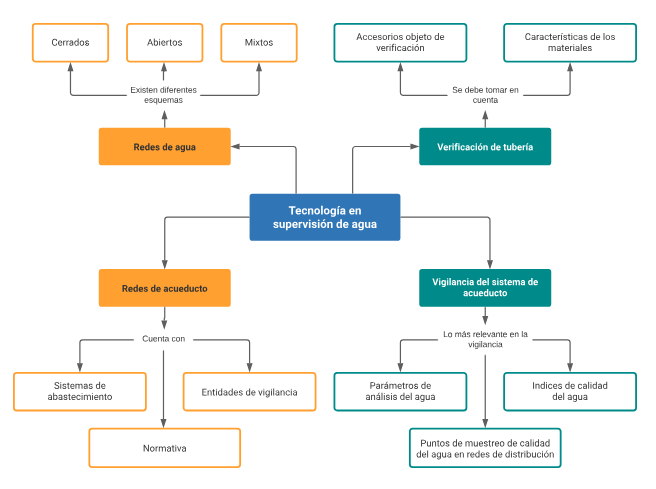 Cerrados
Abiertos
Mixtos
Accesorios objeto de
verificación
Características de los
materiales
Existen diferentes
esquemas
Se debe tomar en
cuenta
Redes de agua
Verificación de tubería
Tecnología en
supervisión de agua
Redes de acueducto
Vigilancia del sistema de
acueducto
Cuenta con
Lo más relevante en la
vigilancia
Sistemas de
abastecimiento
Entidades de vigilancia
Parámetros de
análisis del agua
Indices de calidad
del agua
Normativa
Puntos de muestreo de calidad
del agua en redes de distribución